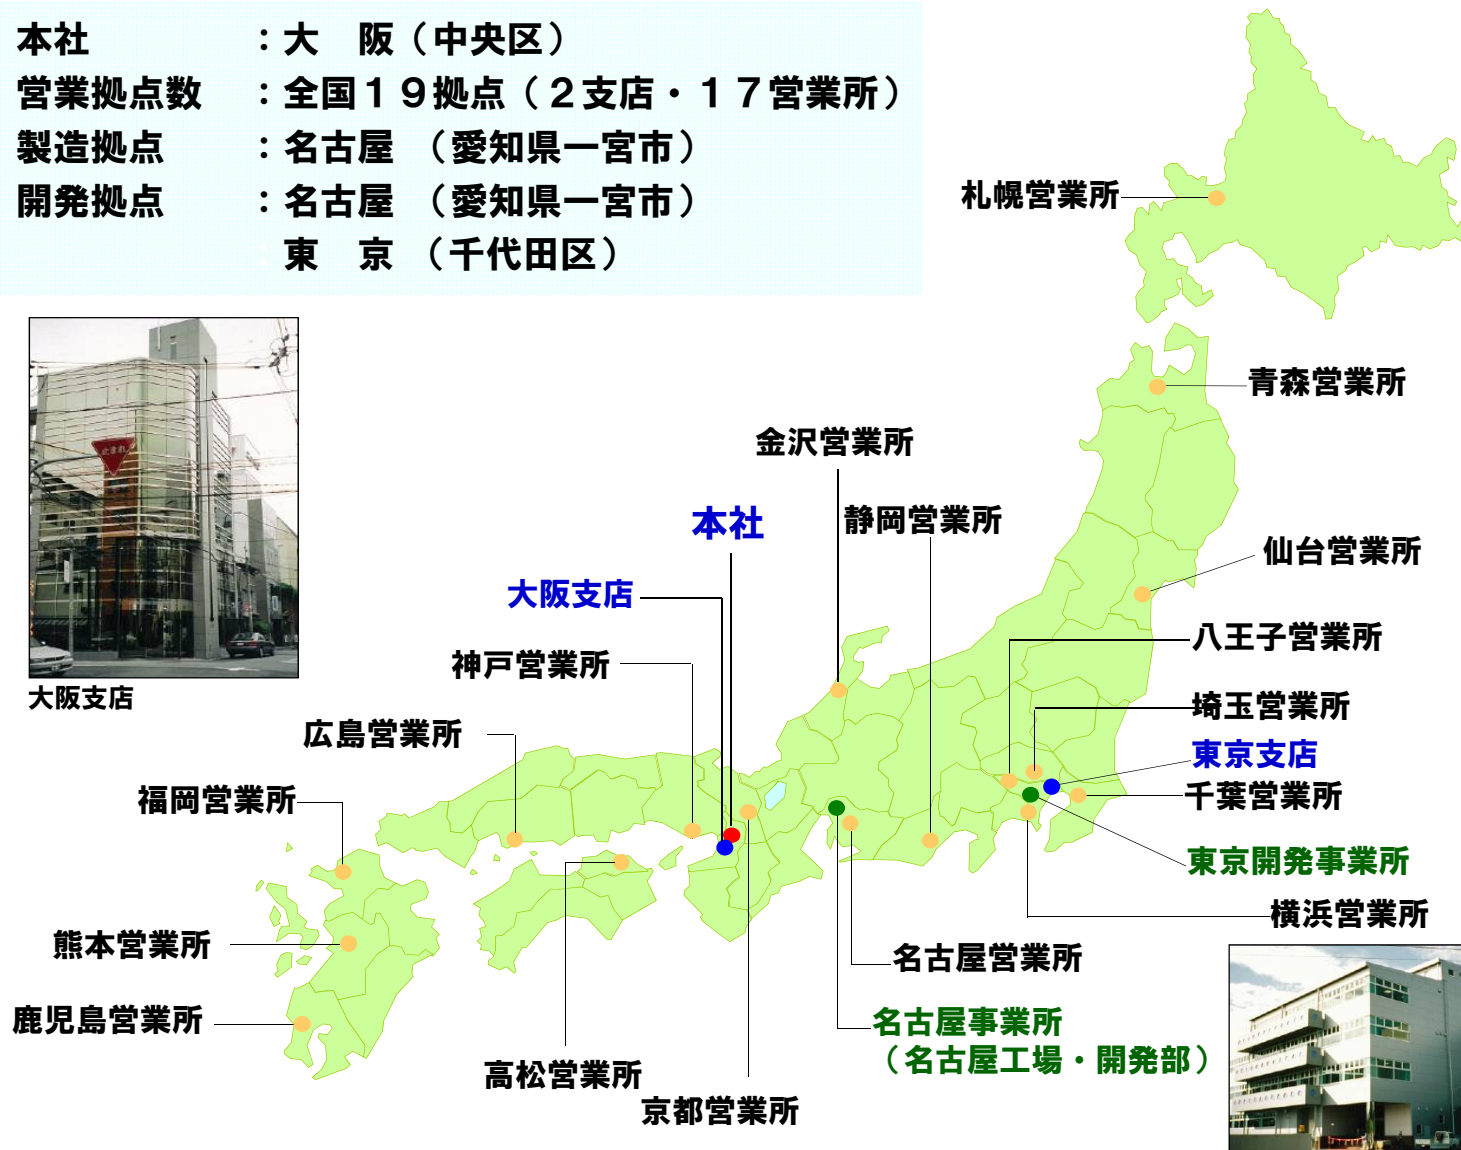 本社　　　　：大　阪（中央区）
営業拠点数　：全国１９拠点（２支店・１７営業所）
製造拠点　　：名古屋　（愛知県一宮市）
開発拠点　　：名古屋　（愛知県一宮市）
東　京　（千代田区）
札幌営業所
止まれ
大阪支店
青森営業所
金沢営業所
本社
静岡営業所
仙台営業所
大阪支店
八王子営業所
神戸営業所
埼玉営業所
広島営業所
東京支店
福岡営業所
千葉営業所
東京開発事業所
横浜営業所
熊本営業所
名古屋営業所
鹿児島営業所
名古屋事業所
（名古屋工場・開発部）
高松営業所
京都営業所